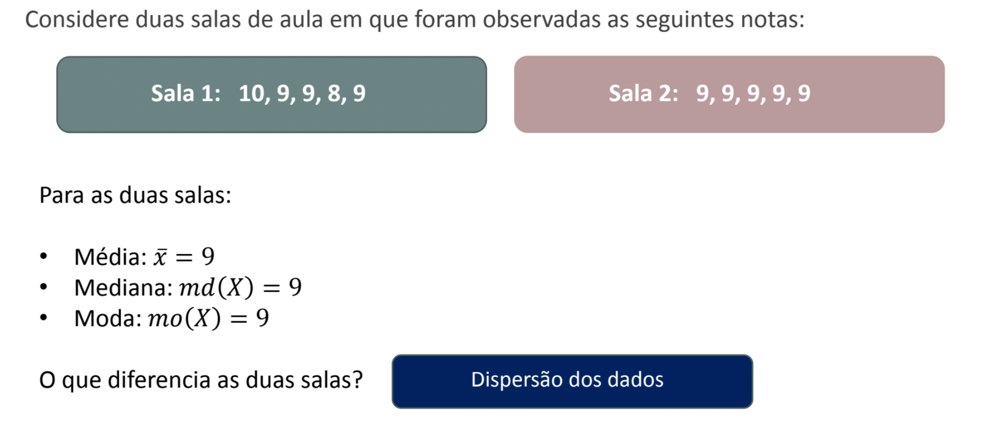 Considere duas salas de aula em que foram observadas as seguintes notas:
Sala 1: 10, 9, 9, 8, 9
Sala 2: 9, 9, 9, 9, 9
Para as duas salas:
• Média: x̄ = 9
• Mediana: md(X) = 9
• Moda: mo(X) = 9
O que diferencia as duas salas?
Dispersão dos dados